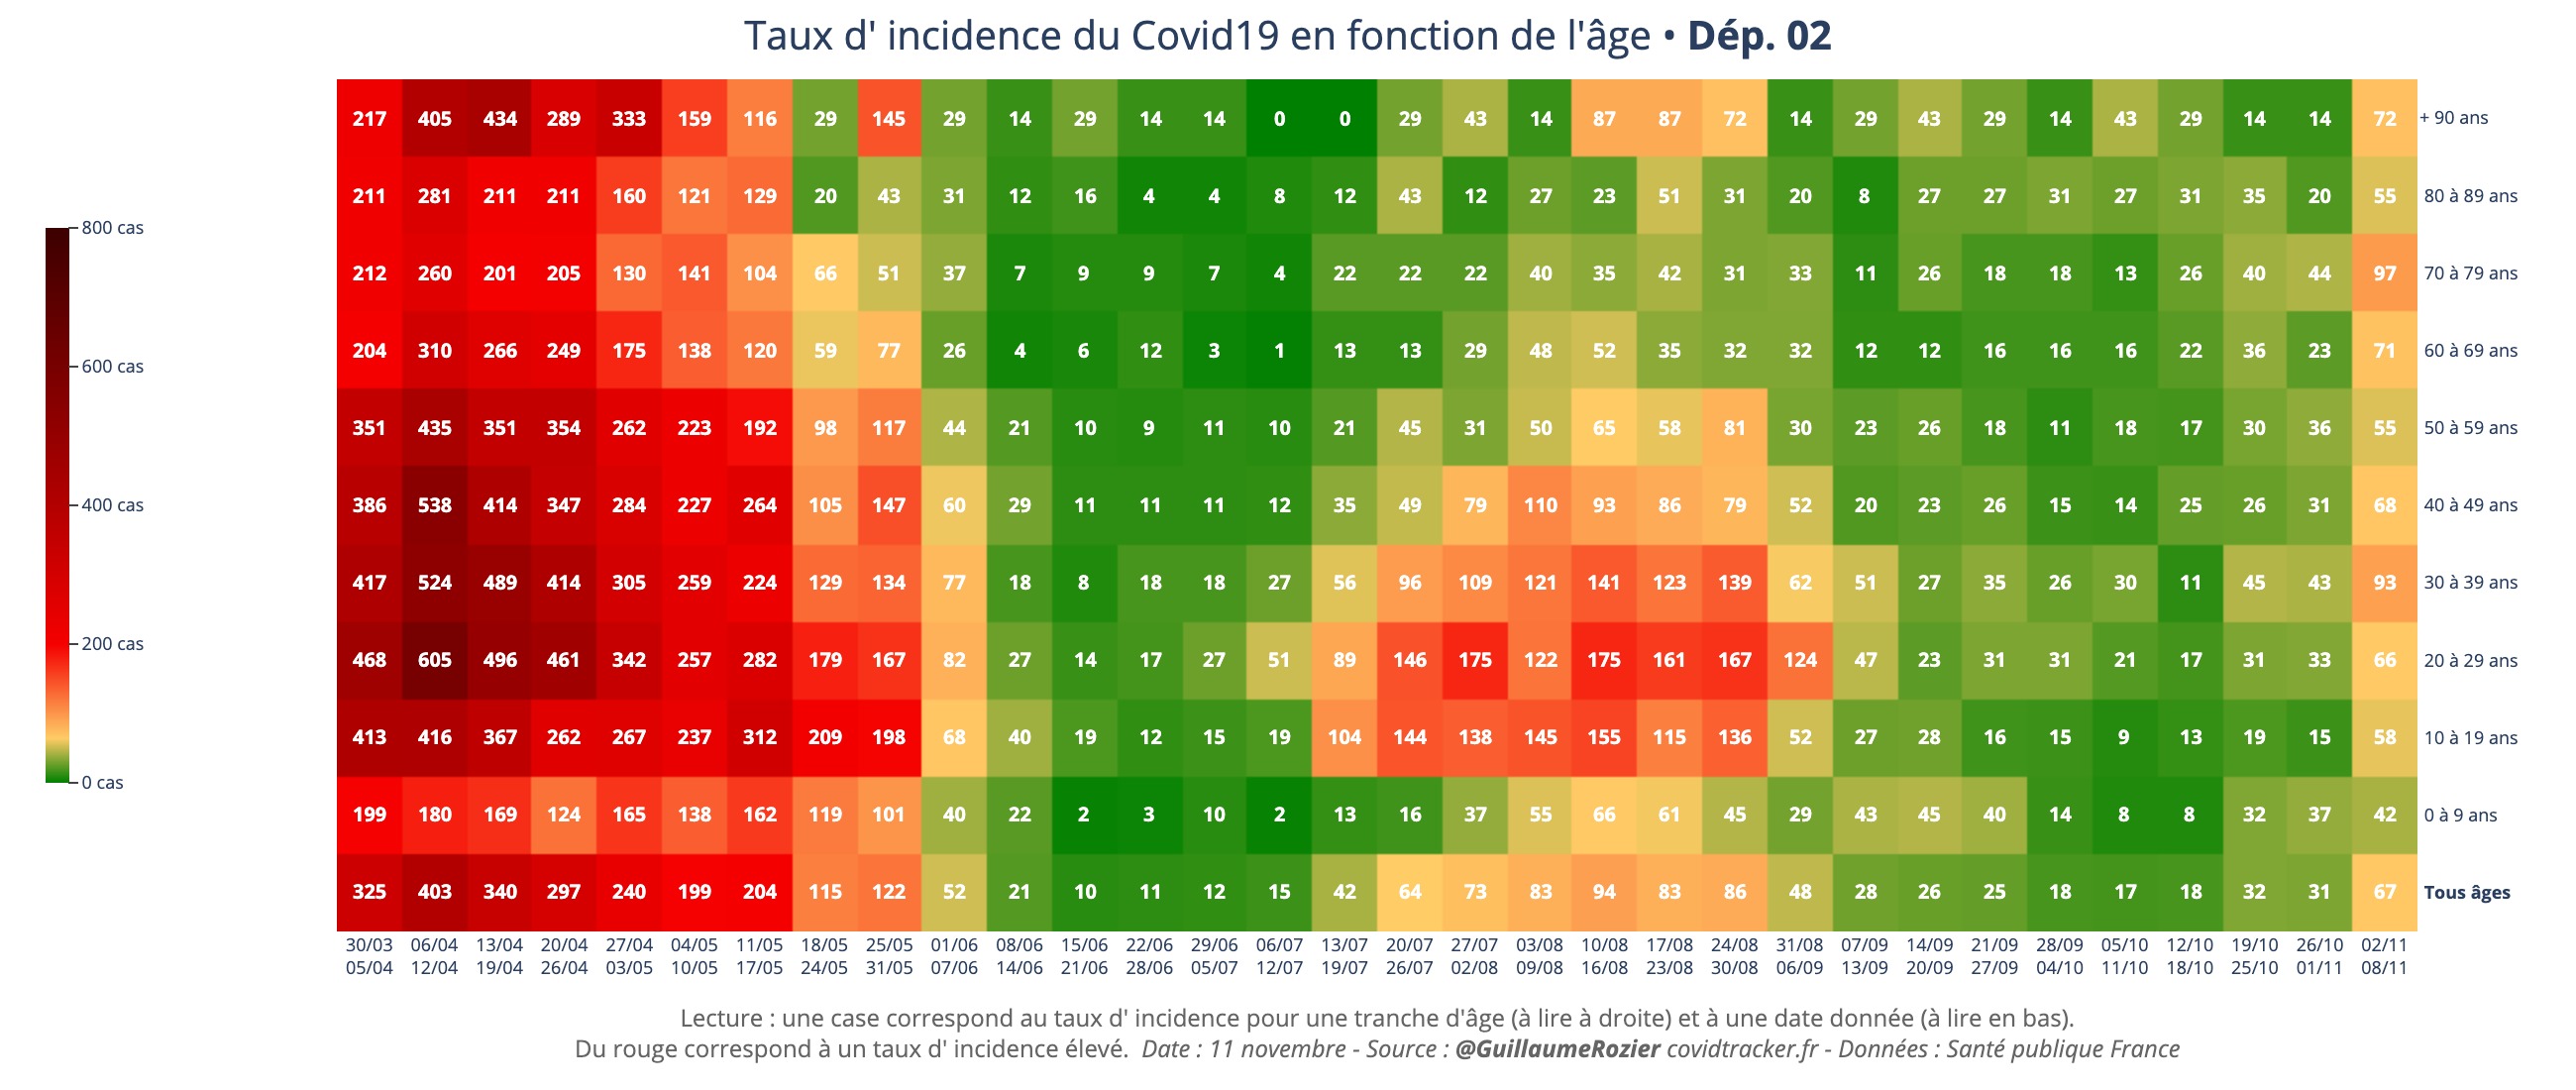 Taux d' incidence du Covid19 en fonction de l'âge • Dép. 02
217 405 434 289 333 159 116 29 145 29 14 29 14 14 0 0 29 43 14 87 87 72 14 29 43 29 14 43 29 14 14 72 + 90 ans
211 281 211 211 160 121 129 20 43 31 12 16 4 4 8 12 43 12 27 23 51 31 20 8 27 27 31 27 31 35 20 55 80 à 89 ans
800 cas
212 260 201 205 130 141 104 66 51 37 7 9 9 7 4 22 22 22 40 35 42 31 33 11 26 18 18 13 26 40 44 97 70 à 79 ans
204 310 266 249 175 138 120 59 77 26 4 6 12 3 1 13 13 29 48 52 35 32 32 12 12 16 16 16 22 36 23 71 60 à 69 ans
600 cas
351 435 351 354 262 223 192 98 117 44 21 10 9 11 10 21 45 31 50 65 58 81 30 23 26 18 11 18 17 30 36 55 50 à 59 ans
400 cas
386 538 414 347 284 227 264 105 147 60 29 11 11 11 12 35 49 79 110 93 86 79 52 20 23 26 15 14 25 26 31 68 40 à 49 ans
417 524 489 414 305 259 224 129 134 77 18 8 18 18 27 56 96 109 121 141 123 139 62 51 27 35 26 30 11 45 43 93 30 à 39 ans
200 cas
468 605 496 461 342 257 282 179 167 82 27 14 17 27 51 89 146 175 122 175 161 167 124 47 23 31 31 21 17 31 33 66 20 à 29 ans
413 416 367 262 267 237 312 209 198 68 40 19 12 15 19 104 144 138 145 155 115 136 52 27 28 16 15 9 13 19 15 58 10 à 19 ans
0 cas
199 180 169 124 165 138 162 119 101 40 22 2 3 10 2 13 16 37 55 66 61 45 29 43 45 40 14 8 8 32 37 42 0 à 9 ans
325 403 340 297 240 199 204 115 122 52 21 10 11 12 15 42 64 73 83 94 83 86 48 28 26 25 18 17 18 32 31 67 Tous âges
30/03 06/04 13/04 20/04 27/04 04/05 11/05 18/05 25/05 01/06 08/06 15/06 22/06 29/06 06/07 13/07 20/07 27/07 03/08 10/08 17/08 24/08 31/08 07/09 14/09 21/09 28/09 05/10 12/10 19/10 26/10 02/11
05/04 12/04 19/04 26/04 03/05 10/05 17/05 24/05 31/05 07/06 14/06 21/06 28/06 05/07 12/07 19/07 26/07 02/08 09/08 16/08 23/08 30/08 06/09 13/09 20/09 27/09 04/10 11/10 18/10 25/10 01/11 08/11
Lecture : une case correspond au taux d' incidence pour une tranche d'âge (à lire à droite) et à une date donnée (à lire en bas).
Du rouge correspond à un taux d' incidence élevé. Date : 11 novembre - Source : @GuillaumeRozier covidtracker.fr - Données : Santé publique France